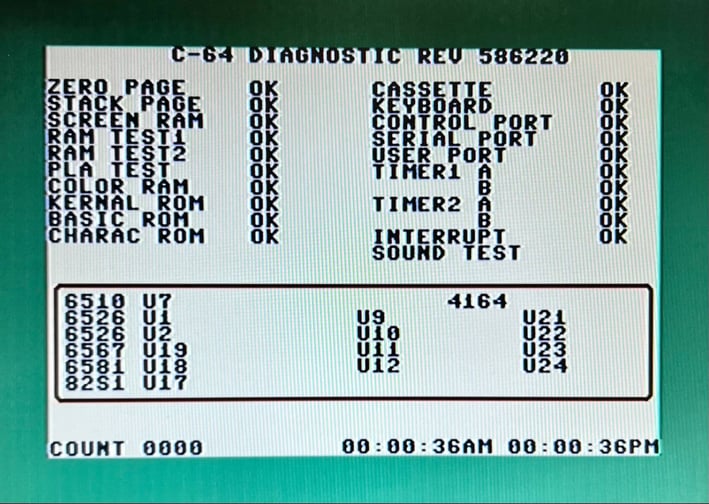 C-64 DIAGNOSTIC REV 586220
ZERO PAGE OK CASSETTE OK
STACK PAGE OK KEYBOARD OK
SCREEN RAM OK CONTROL PORT OK
RAM TEST1 OK SERIAL PORT OK
RAM TEST2 OK USER PORT OK
PLA TEST OK TIMER1 A OK
COLOR RAM OK B OK
KERNAL ROM OK TIMER2 A OK
BASIC ROM OK B OK
CHARAC ROM OK INTERRUPT OK
SOUND TEST
6510 U7 4164
6526 U1 U9 U21
6526 U2 U10 U22
6567 U19 U11 U23
6581 U18 U12 U24
82S1 U17
COUNT 0000 00:00:36AM 00:00:36PM